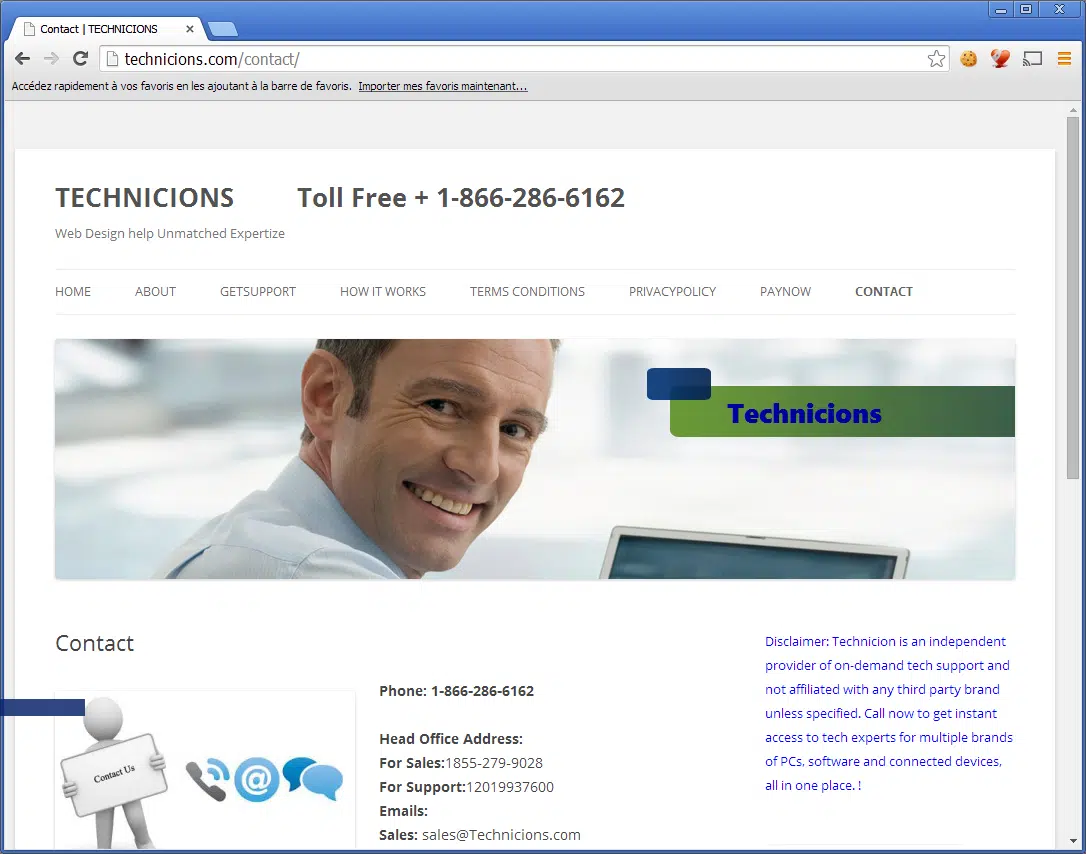 Contact | TECHNICIONS
technicions.com/contact/
Accédez rapidement à vos favoris en les ajoutant à la barre de favoris. Importer mes favoris maintenant...
TECHNICIONS Toll Free + 1-866-286-6162
Web Design help Unmatched Expertize
HOME ABOUT GETSUPPORT HOW IT WORKS TERMS CONDITIONS PRIVACYPOLICY PAYNOW CONTACT
Technicions
Contact
Contact Us
Phone: 1-866-286-6162
Head Office Address:
For Sales:1855-279-9028
For Support:12019937600
Emails:
Sales: sales@Technicions.com
Disclaimer: Technicion is an independent
provider of on-demand tech support and
not affiliated with any third party brand
unless specified. Call now to get instant
access to tech experts for multiple brands
of PCs, software and connected devices,
all in one place. !